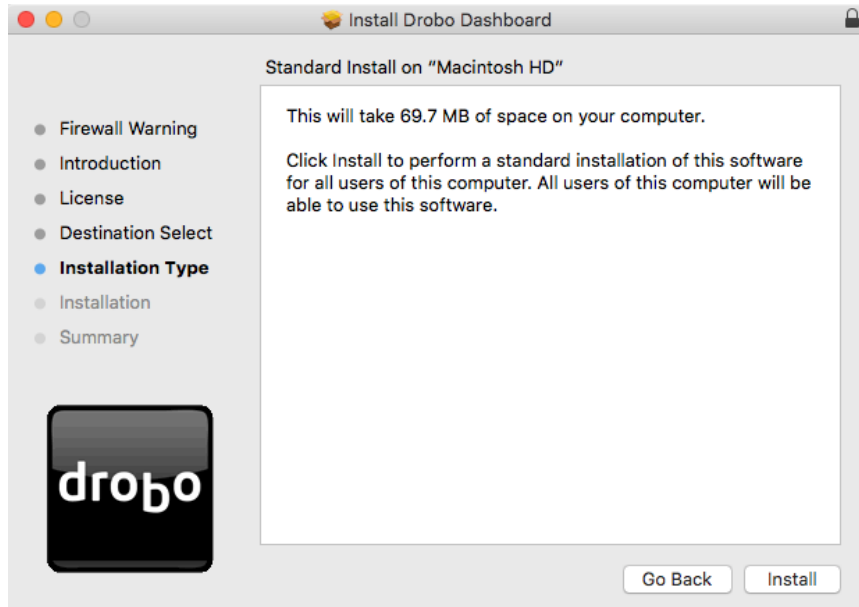 Install Drobo Dashboard
Standard Install on "Macintosh HD"
Firewall Warning
Introduction
License
Destination Select
Installation Type
Installation
Summary
This will take 69.7 MB of space on your computer.
Click Install to perform a standard installation of this software
for all users of this computer. All users of this computer will be
able to use this software.
drobo
Go Back
Install